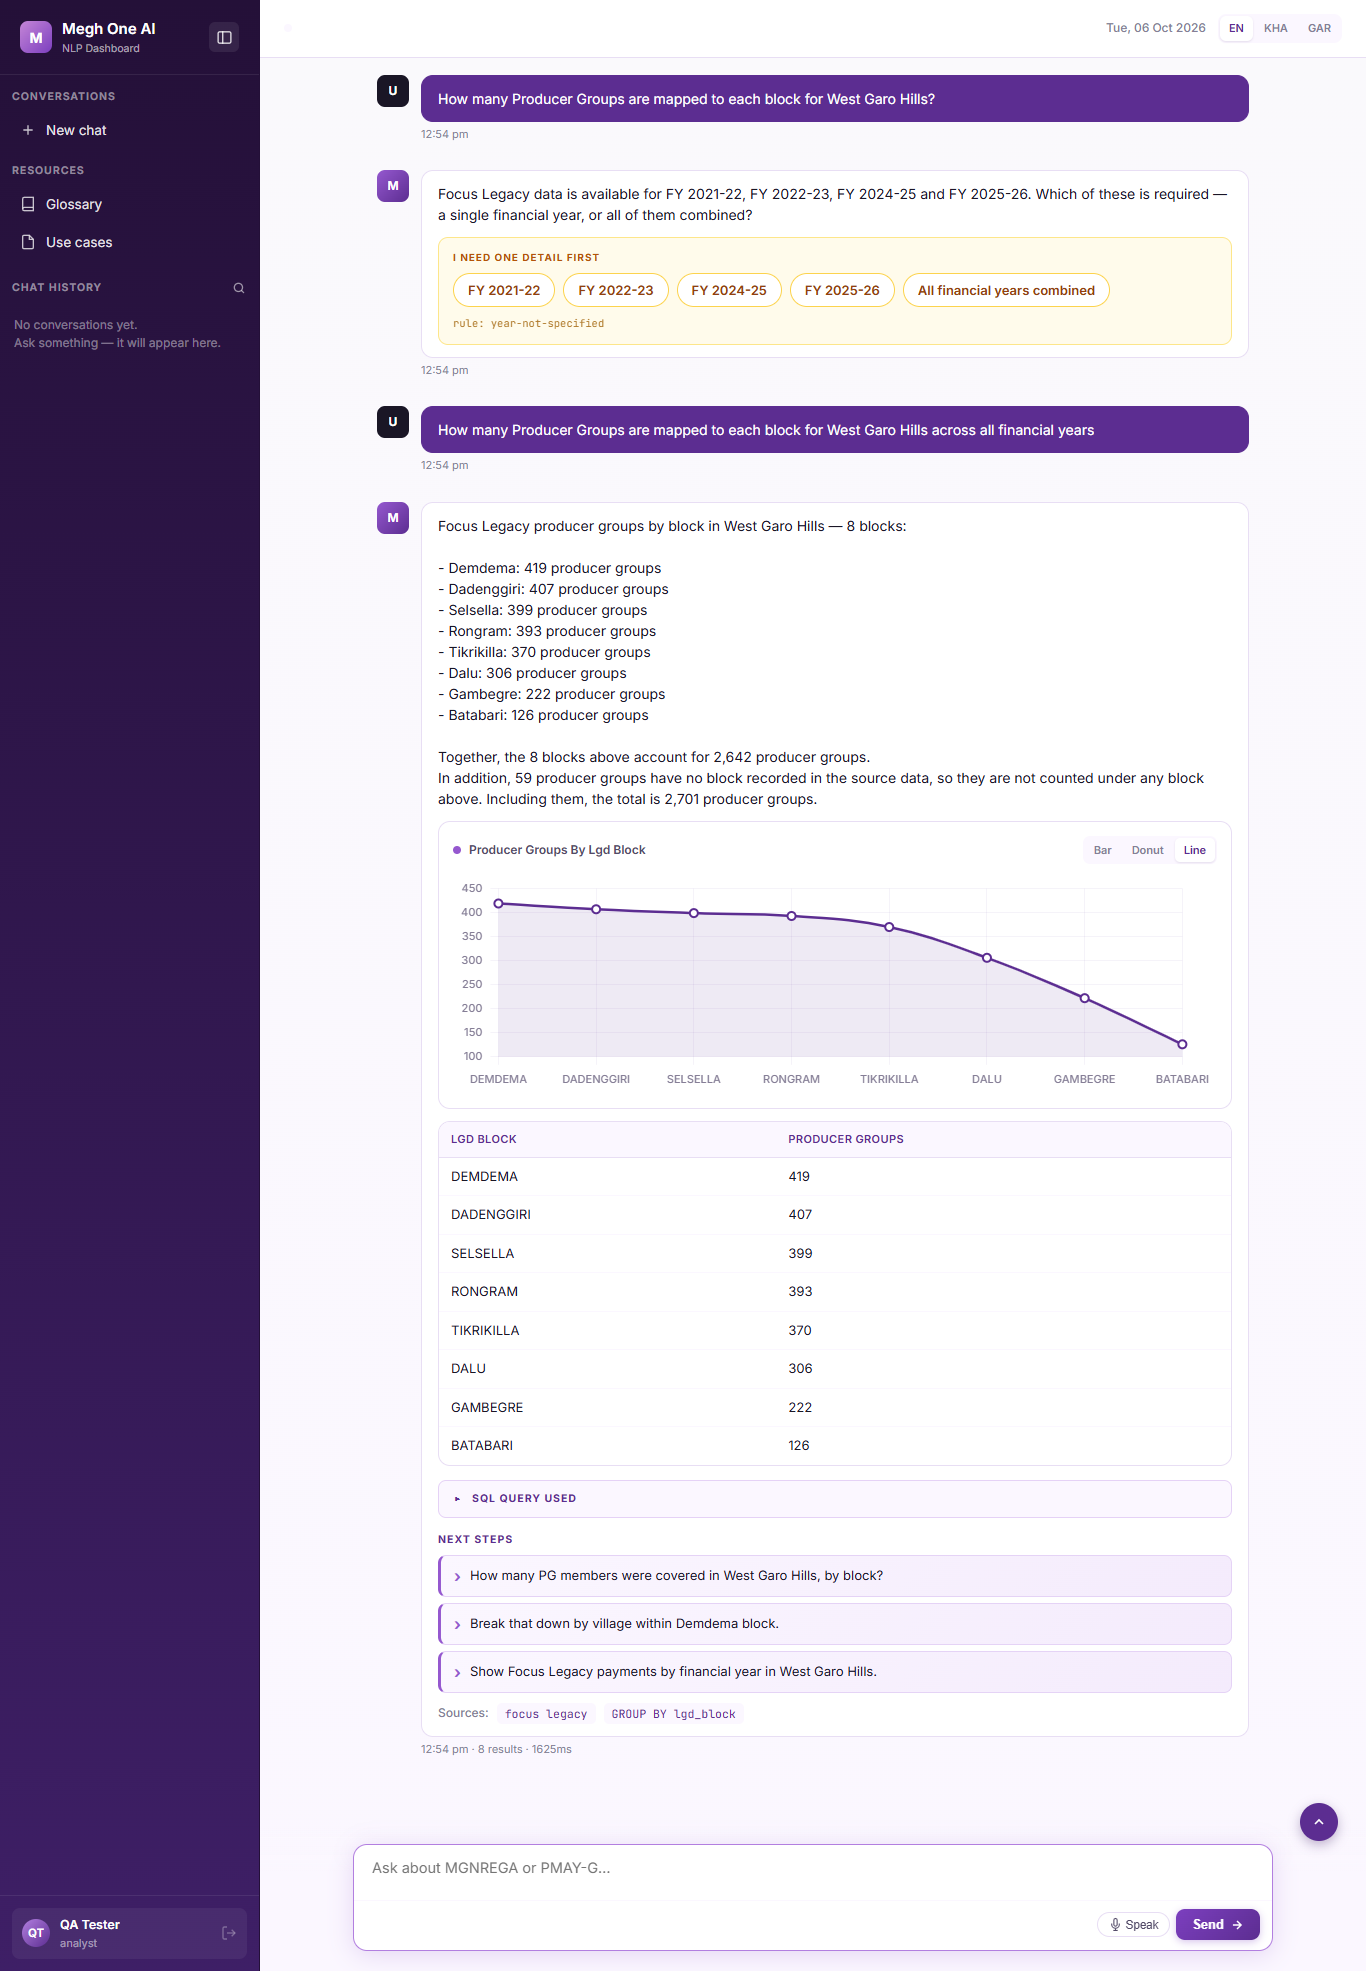 M
Megh One AI
NLP Dashboard
CONVERSATIONS
+ New chat
RESOURCES
Glossary
Use cases
CHAT HISTORY
No conversations yet.
Ask something — it will appear here.
QT
QA Tester
analyst
Tue, 06 Oct 2026
EN KHA GAR
U
How many Producer Groups are mapped to each block for West Garo Hills?
12:54 pm
M
Focus Legacy data is available for FY 2021-22, FY 2022-23, FY 2024-25 and FY 2025-26. Which of these is required —
a single financial year, or all of them combined?
I NEED ONE DETAIL FIRST
FY 2021-22 FY 2022-23 FY 2024-25 FY 2025-26 All financial years combined
rule: year-not-specified
12:54 pm
U
How many Producer Groups are mapped to each block for West Garo Hills across all financial years
12:54 pm
M
Focus Legacy producer groups by block in West Garo Hills — 8 blocks:
- Demdema: 419 producer groups
- Dadenggiri: 407 producer groups
- Selsella: 399 producer groups
- Rongram: 393 producer groups
- Tikrikilla: 370 producer groups
- Dalu: 306 producer groups
- Gambegre: 222 producer groups
- Batabari: 126 producer groups
Together, the 8 blocks above account for 2,642 producer groups.
In addition, 59 producer groups have no block recorded in the source data, so they are not counted under any block
above. Including them, the total is 2,701 producer groups.
Producer Groups By Lgd Block
Bar Donut Line
450
400
350
300
250
200
150
100
DEMDEMA DADENGGIRI SELSELLA RONGRAM TIKRIKILLA DALU GAMBEGRE BATABARI
LGD BLOCK PRODUCER GROUPS
DEMDEMA 419
DADENGGIRI 407
SELSELLA 399
RONGRAM 393
TIKRIKILLA 370
DALU 306
GAMBEGRE 222
BATABARI 126
SQL QUERY USED
NEXT STEPS
How many PG members were covered in West Garo Hills, by block?
Break that down by village within Demdema block.
Show Focus Legacy payments by financial year in West Garo Hills.
Sources: focus legacy GROUP BY lgd_block
12:54 pm · 8 results · 1625ms
Ask about MGNREGA or PMAY-G...
Speak
Send →